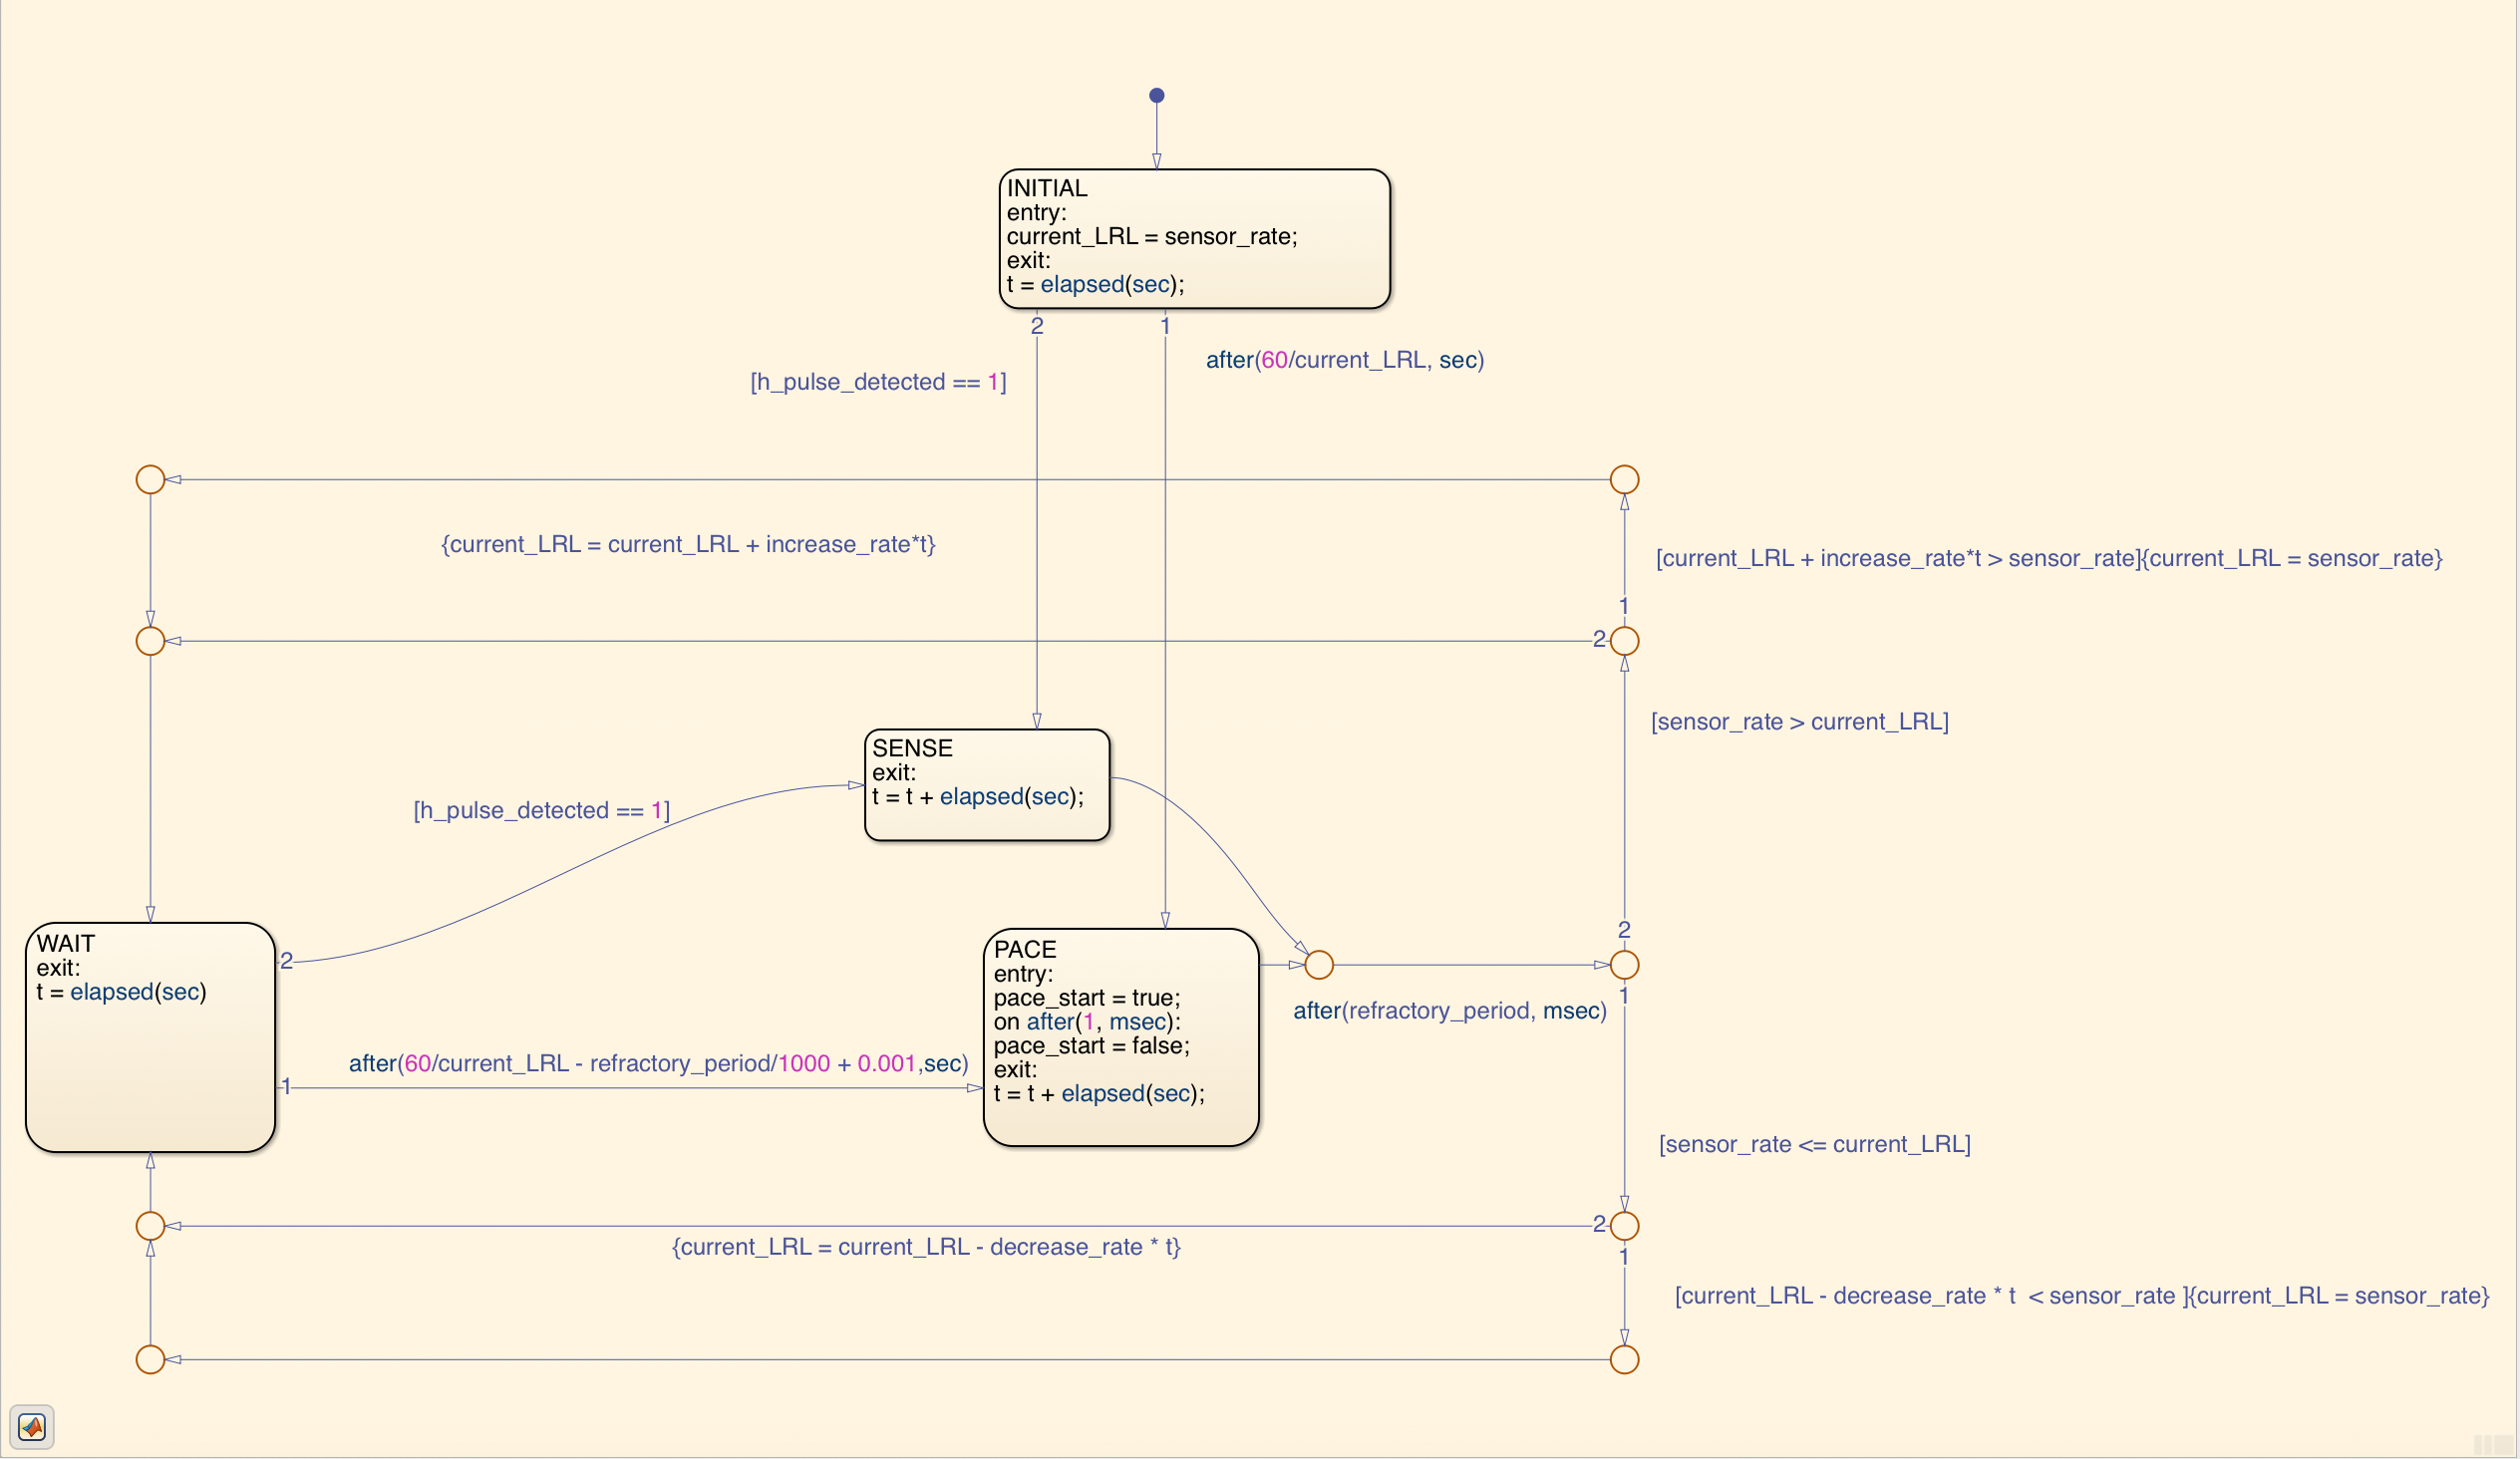 INITIAL
entry:
current_LRL = sensor_rate;
exit:
t = elapsed(sec);
2
1
after(60/current_LRL, sec)
[h_pulse_detected == 1]
{current_LRL = current_LRL + increase_rate*t}
[current_LRL + increase_rate*t > sensor_rate]{current_LRL = sensor_rate}
1
2
[sensor_rate > current_LRL]
SENSE
exit:
t = t + elapsed(sec);
[h_pulse_detected == 1]
2
WAIT
exit:
t = elapsed(sec)
2
1
after(60/current_LRL - refractory_period/1000 + 0.001,sec)
PACE
entry:
pace_start = true;
on after(1, msec):
pace_start = false;
exit:
t = t + elapsed(sec);
after(refractory_period, msec)
1
[sensor_rate <= current_LRL]
2
{current_LRL = current_LRL - decrease_rate * t}
1
[current_LRL - decrease_rate * t < sensor_rate ]{current_LRL = sensor_rate}